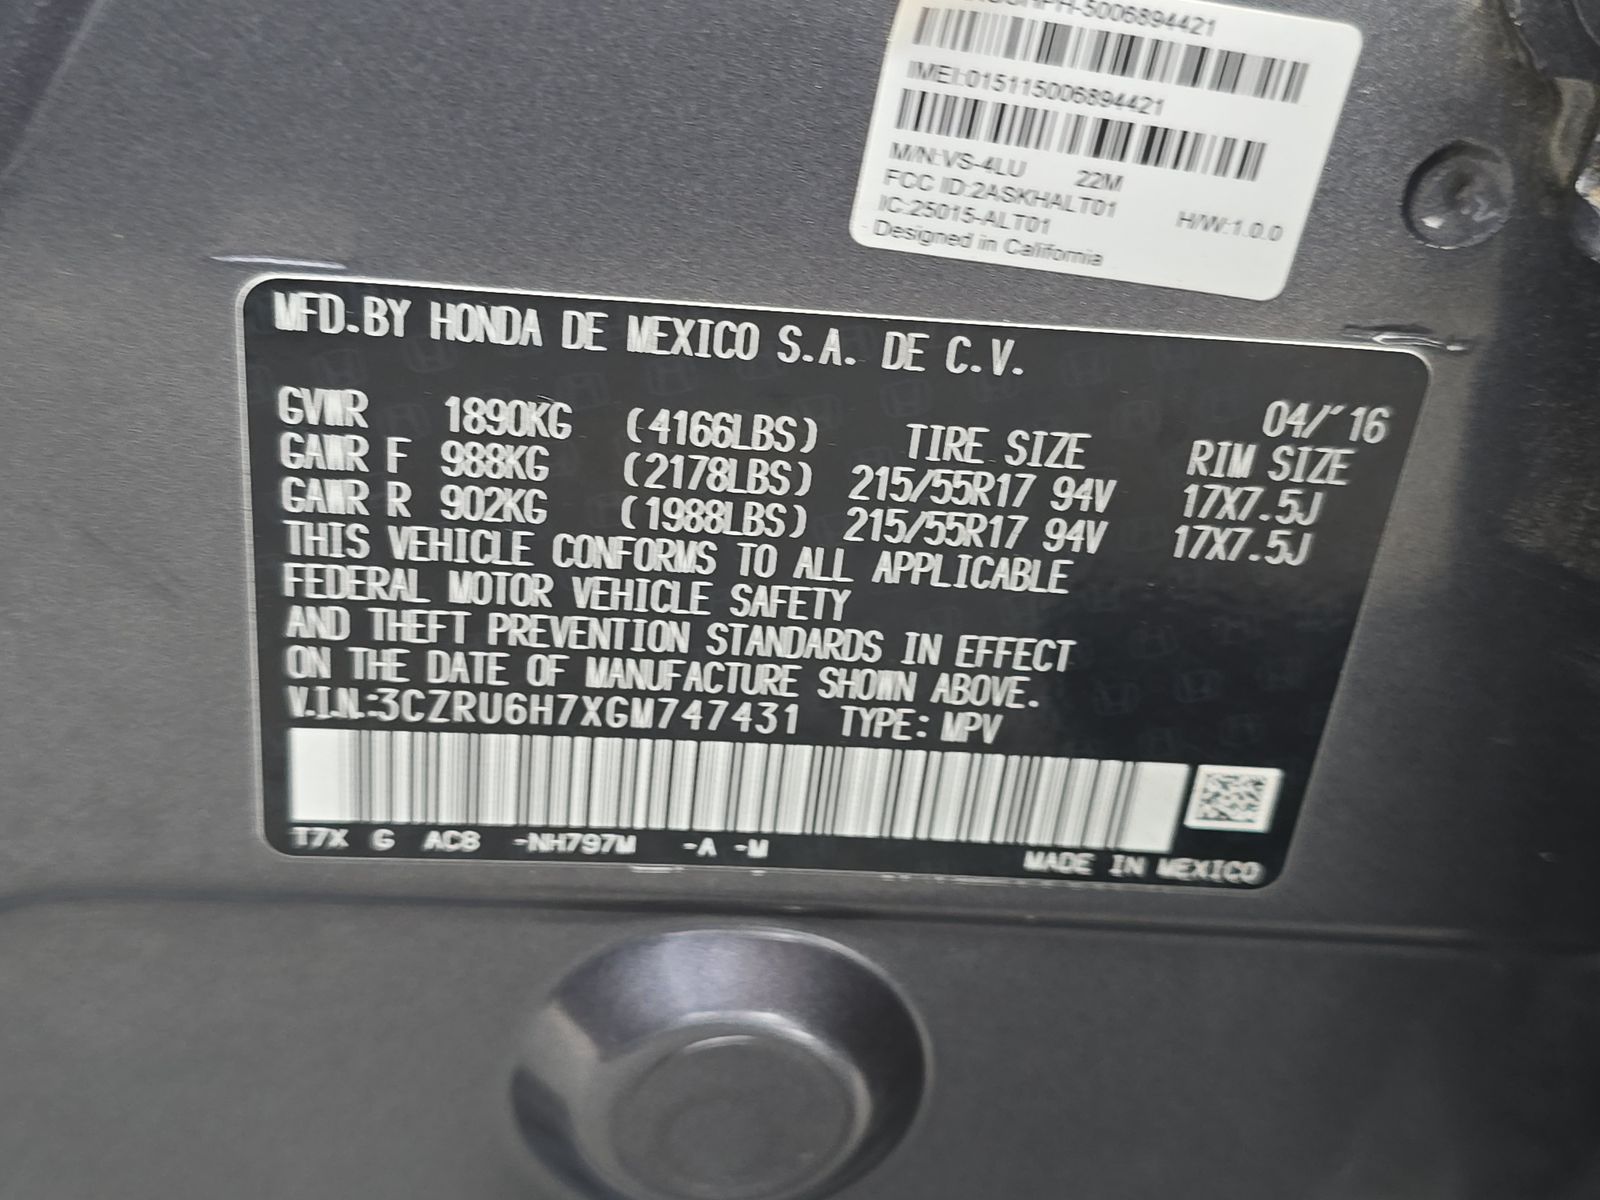 -5006894421
IMEI:015115006894421
M/N:VS-4LU 22M
FCC ID:2ASKHALT01
IC:25015-ALT01 H/W:1.0.0
Designed in California
MFD.BY HONDA DE MEXICO S.A. DE C.V.
04/'16
GVWR 1890KG (4166LBS) TIRE SIZE RIM SIZE
GAWR F 988KG (2178LBS) 215/55R17 94V 17X7.5J
GAWR R 902KG (1988LBS) 215/55R17 94V 17X7.5J
THIS VEHICLE CONFORMS TO ALL APPLICABLE
FEDERAL MOTOR VEHICLE SAFETY
AND THEFT PREVENTION STANDARDS IN EFFECT
ON THE DATE OF MANUFACTURE SHOWN ABOVE.
V.I.N.:3CZRU6H7XGM747431 TYPE: MPV
T7X G AC8 -NH797M -A -M
MADE IN MEXICO